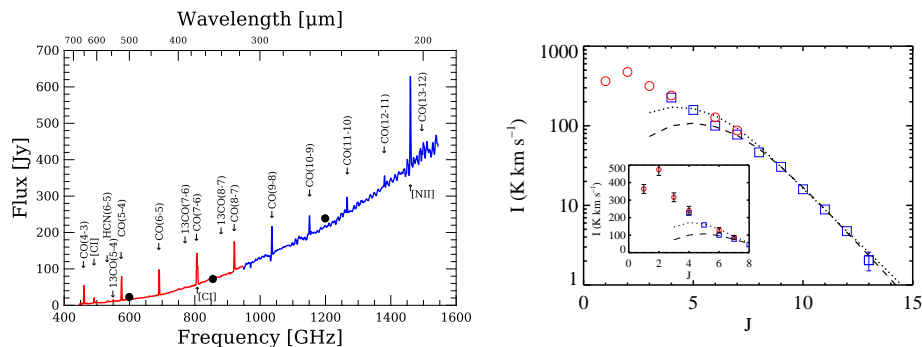 Wavelength [μm]
700 600 500 400 300 200
700
600
500
400
300
200
100
0
Flux [Jy]
CO(4-3)
[CI]
HCN(6-5)
13CO(5-4)
CO(5-4)
CO(6-5)
13CO(7-6)
CO(7-6)
[CI]
13CO(8-7)
CO(8-7)
CO(9-8)
CO(10-9)
CO(11-10)
CO(12-11)
[NII]
CO(13-12)
400 600 800 1000 1200 1400 1600
Frequency [GHz]
1000
100
10
1
I (K km s⁻¹)
500
400
300
200
100
0
I (K km s⁻¹)
0 2 4 6 8
J
0 5 10 15
J